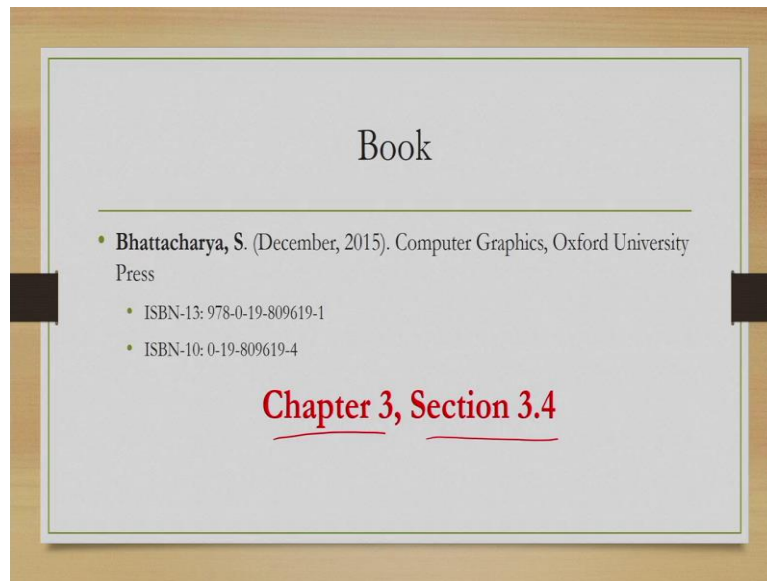 Book
• Bhattacharya, S. (December, 2015). Computer Graphics, Oxford University
Press
• ISBN-13: 978-0-19-809619-1
• ISBN-10: 0-19-809619-4
Chapter 3, Section 3.4